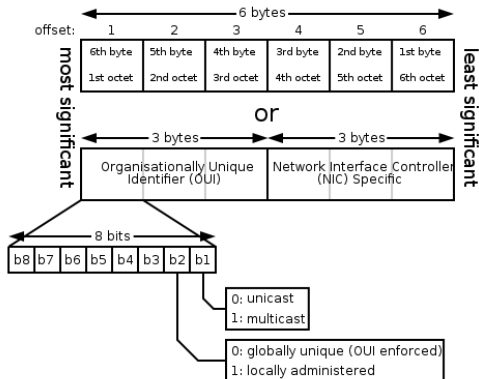 6 bytes
offset: 1 2 3 4 5 6
most significant
6th byte 5th byte 4th byte 3rd byte 2nd byte 1st byte
1st octet 2nd octet 3rd octet 4th octet 5th octet 6th octet
least significant
or
3 bytes 3 bytes
Organisationally Unique
Identifier (OUI)
Network Interface Controller
(NIC) Specific
8 bits
b8 b7 b6 b5 b4 b3 b2 b1
0: unicast
1: multicast
0: globally unique (OUI enforced)
1: locally administered